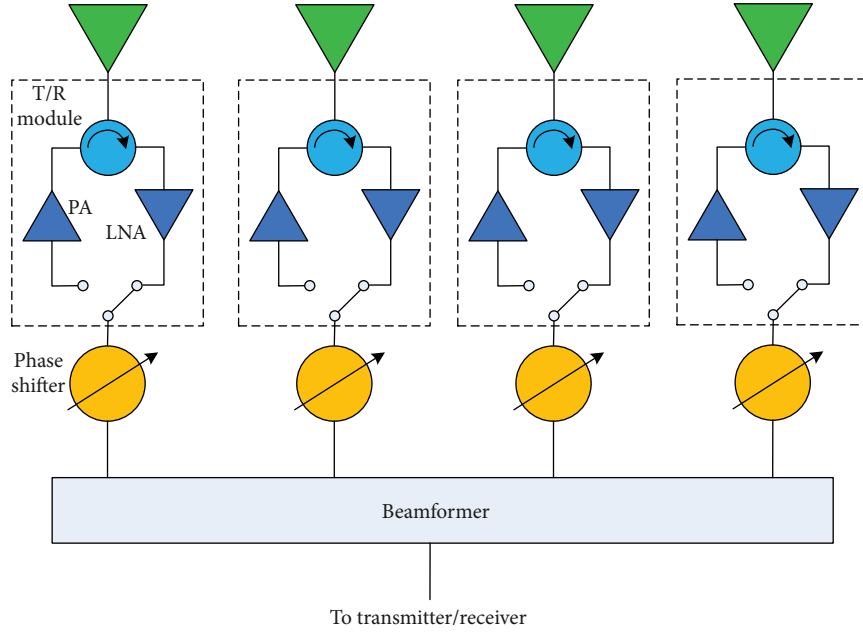 T/R
module
PA
LNA
Phase
shifter
Beamformer
To transmitter/receiver